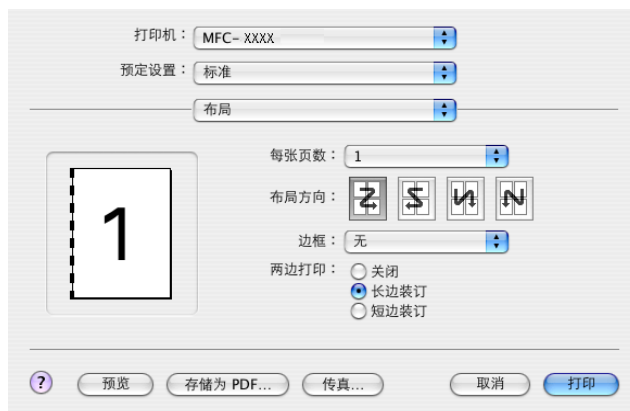 打印机： MFC- XXXX
预定设置： 标准
布局
每张页数： 1
布局方向：
边框： 无
两边打印： 关闭
长边装订
短边装订
1
? 预览 存储为 PDF... 传真... 取消 打印